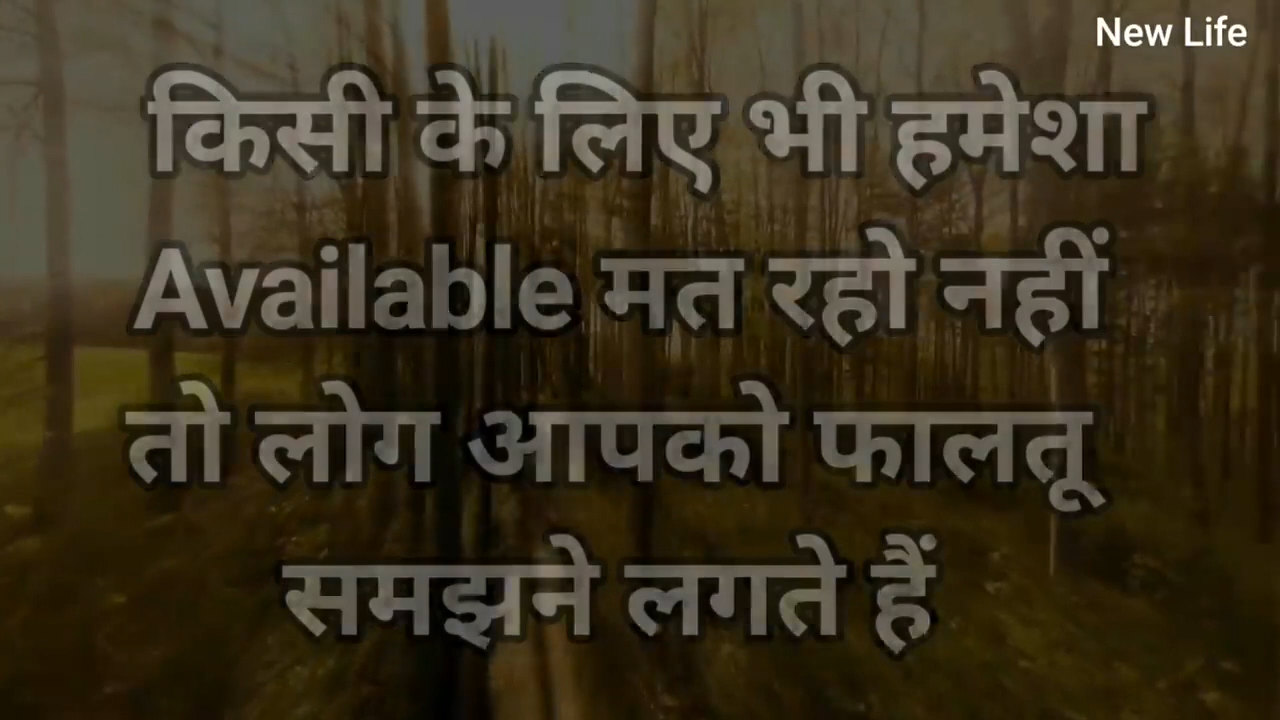 New Life
किसी के लिए भी हमेशा
Available मत रहो नहीं
तो लोग आपको फालतू
समझने लगते हैं